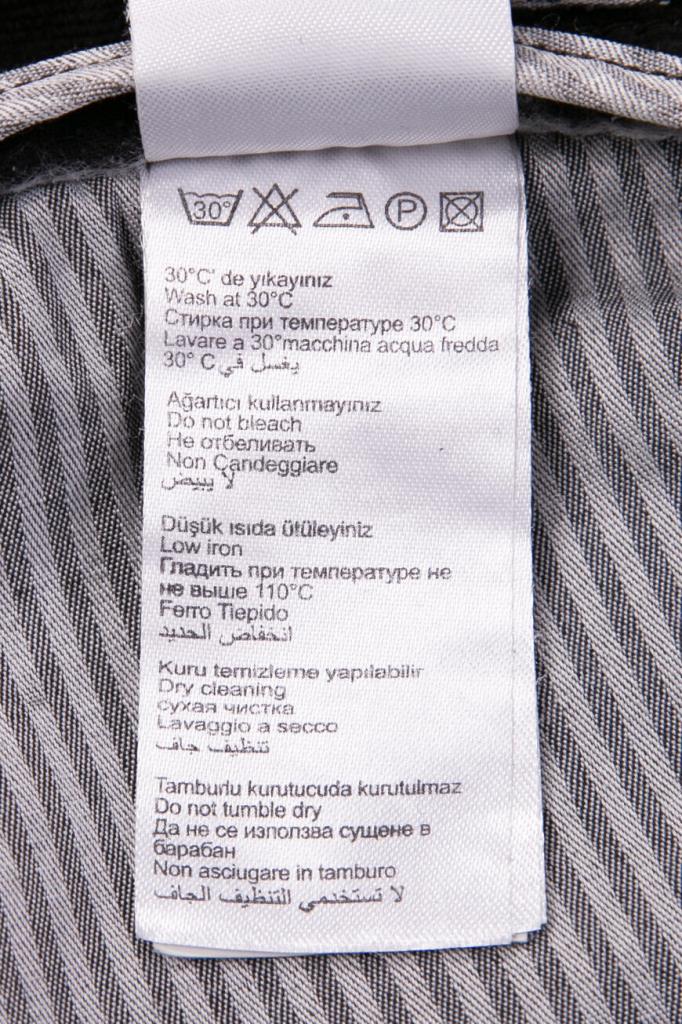 30°
P
30°C' de yıkayınız
Wash at 30°C
Стирка при температуре 30°C
Lavare a 30°macchina acqua fredda
يغسل في 30° C
Ağartıcı kullanmayınız
Do not bleach
Не отбеливать
Non Çandeggiare
لا يبيض
Düşük ısıda ütüleyiniz
Low iron
Гладить при температуре не
не выше 110°C
Ferro Tiepido
انخفاض الحديد
Kuru temizleme yapılabilir
Dry cleaning
сухая чистка
Lavaggio a secco
تنظيف جاف
Tamburlu kurutucuda kurutulmaz
Do not tumble dry
Да не се използва сущене в
барабан
Non asciugare in tamburo
لا تستخدمي التنظيف الجاف